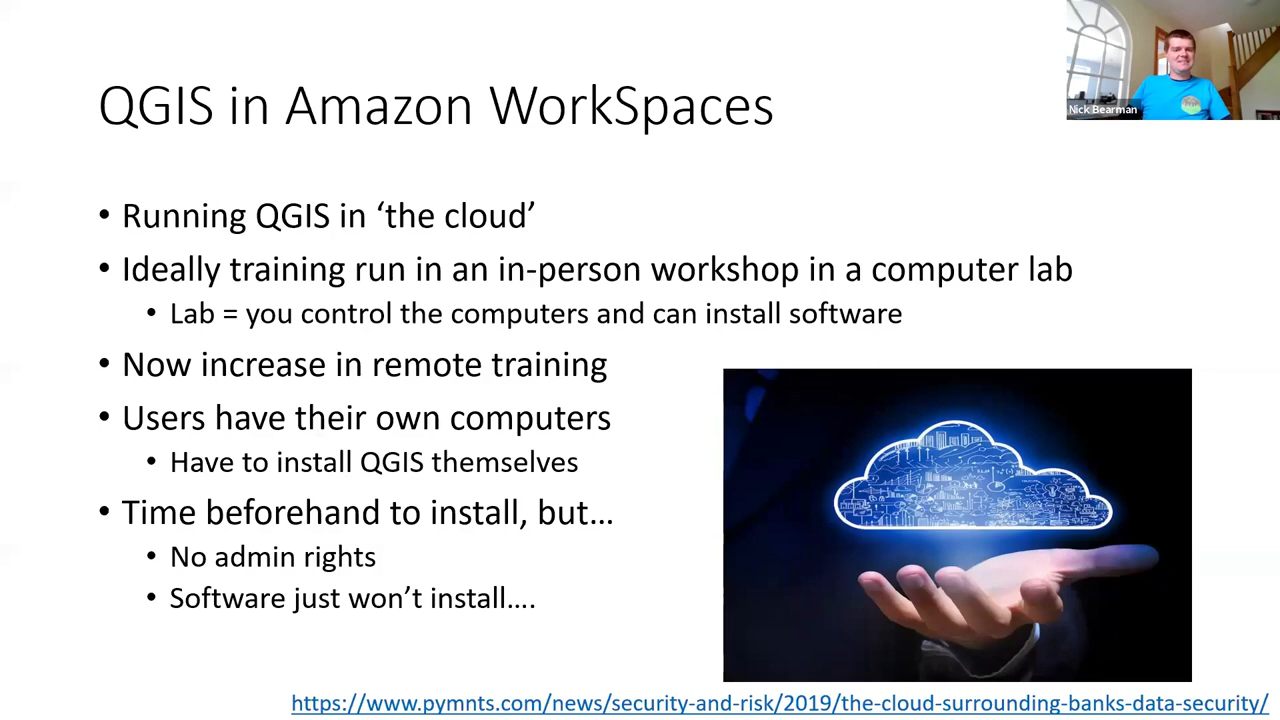 Nick Bearman
QGIS in Amazon WorkSpaces
• Running QGIS in ‘the cloud’
• Ideally training run in an in-person workshop in a computer lab
• Lab = you control the computers and can install software
• Now increase in remote training
• Users have their own computers
• Have to install QGIS themselves
• Time beforehand to install, but…
• No admin rights
• Software just won’t install….
https://www.pymnts.com/news/security-and-risk/2019/the-cloud-surrounding-banks-data-security/